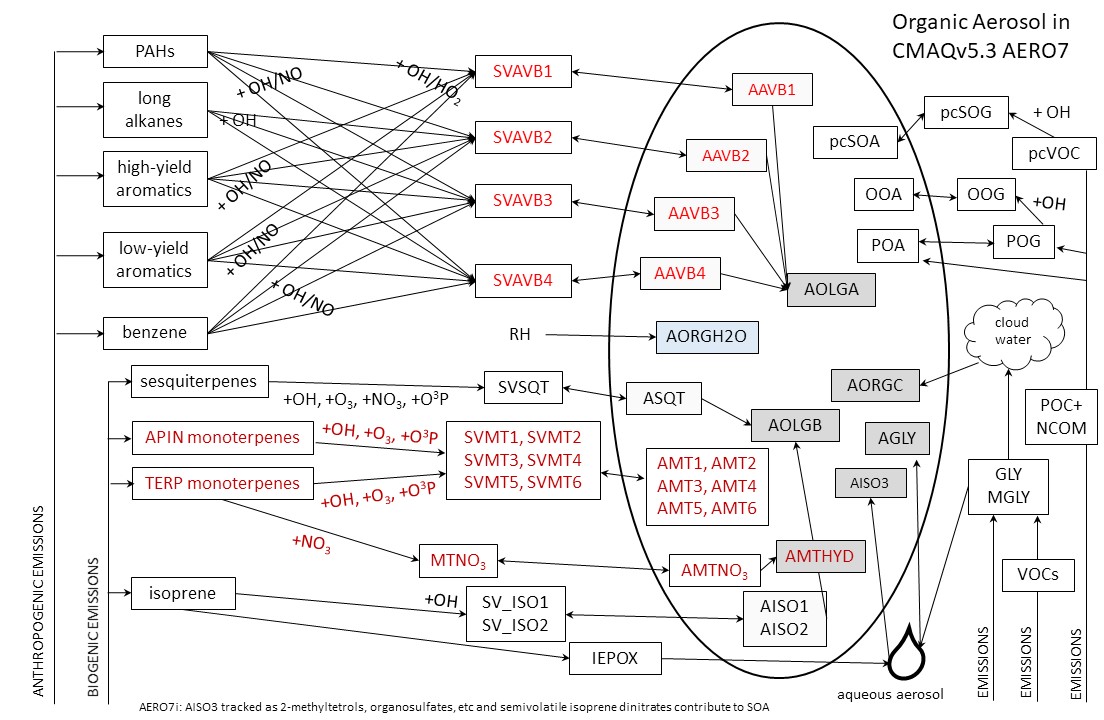 Organic Aerosol in
CMAQv5.3 AERO7
PAHs
long
alkanes
high-yield
aromatics
low-yield
aromatics
benzene
+ OH/NO
+ OH/HO₂
+ OH
+ OH/NO
+ OH/NO
+ OH/NO
SVAVB1
SVAVB2
SVAVB3
SVAVB4
AAVB1
AAVB2
AAVB3
AAVB4
AOLGA
RH
AORGH2O
pcSOG
+ OH
pcSOA
pcVOC
OOA
OOG
+OH
POA
POG
cloud
water
AORGC
POC+
NCOM
sesquiterpenes
+OH, +O₃, +NO₃, +O³P
SVSQT
ASQT
AOLGB
AGLY
APIN monoterpenes
+OH, +O₃, +O³P
TERP monoterpenes
+OH, +O₃, +O³P
SVMT1, SVMT2
SVMT3, SVMT4
SVMT5, SVMT6
AMT1, AMT2
AMT3, AMT4
AMT5, AMT6
AISO3
GLY
MGLY
+NO₃
MTNO₃
AMTNO₃
AMTHYD
VOCs
isoprene
+OH
SV_ISO1
SV_ISO2
AISO1
AISO2
IEPOX
aqueous aerosol
ANTHROPOGENIC EMISSIONS
BIOGENIC EMISSIONS
EMISSIONS
EMISSIONS
EMISSIONS
AERO7i: AISO3 tracked as 2-methyltetrols, organosulfates, etc and semivolatile isoprene dinitrates contribute to SOA